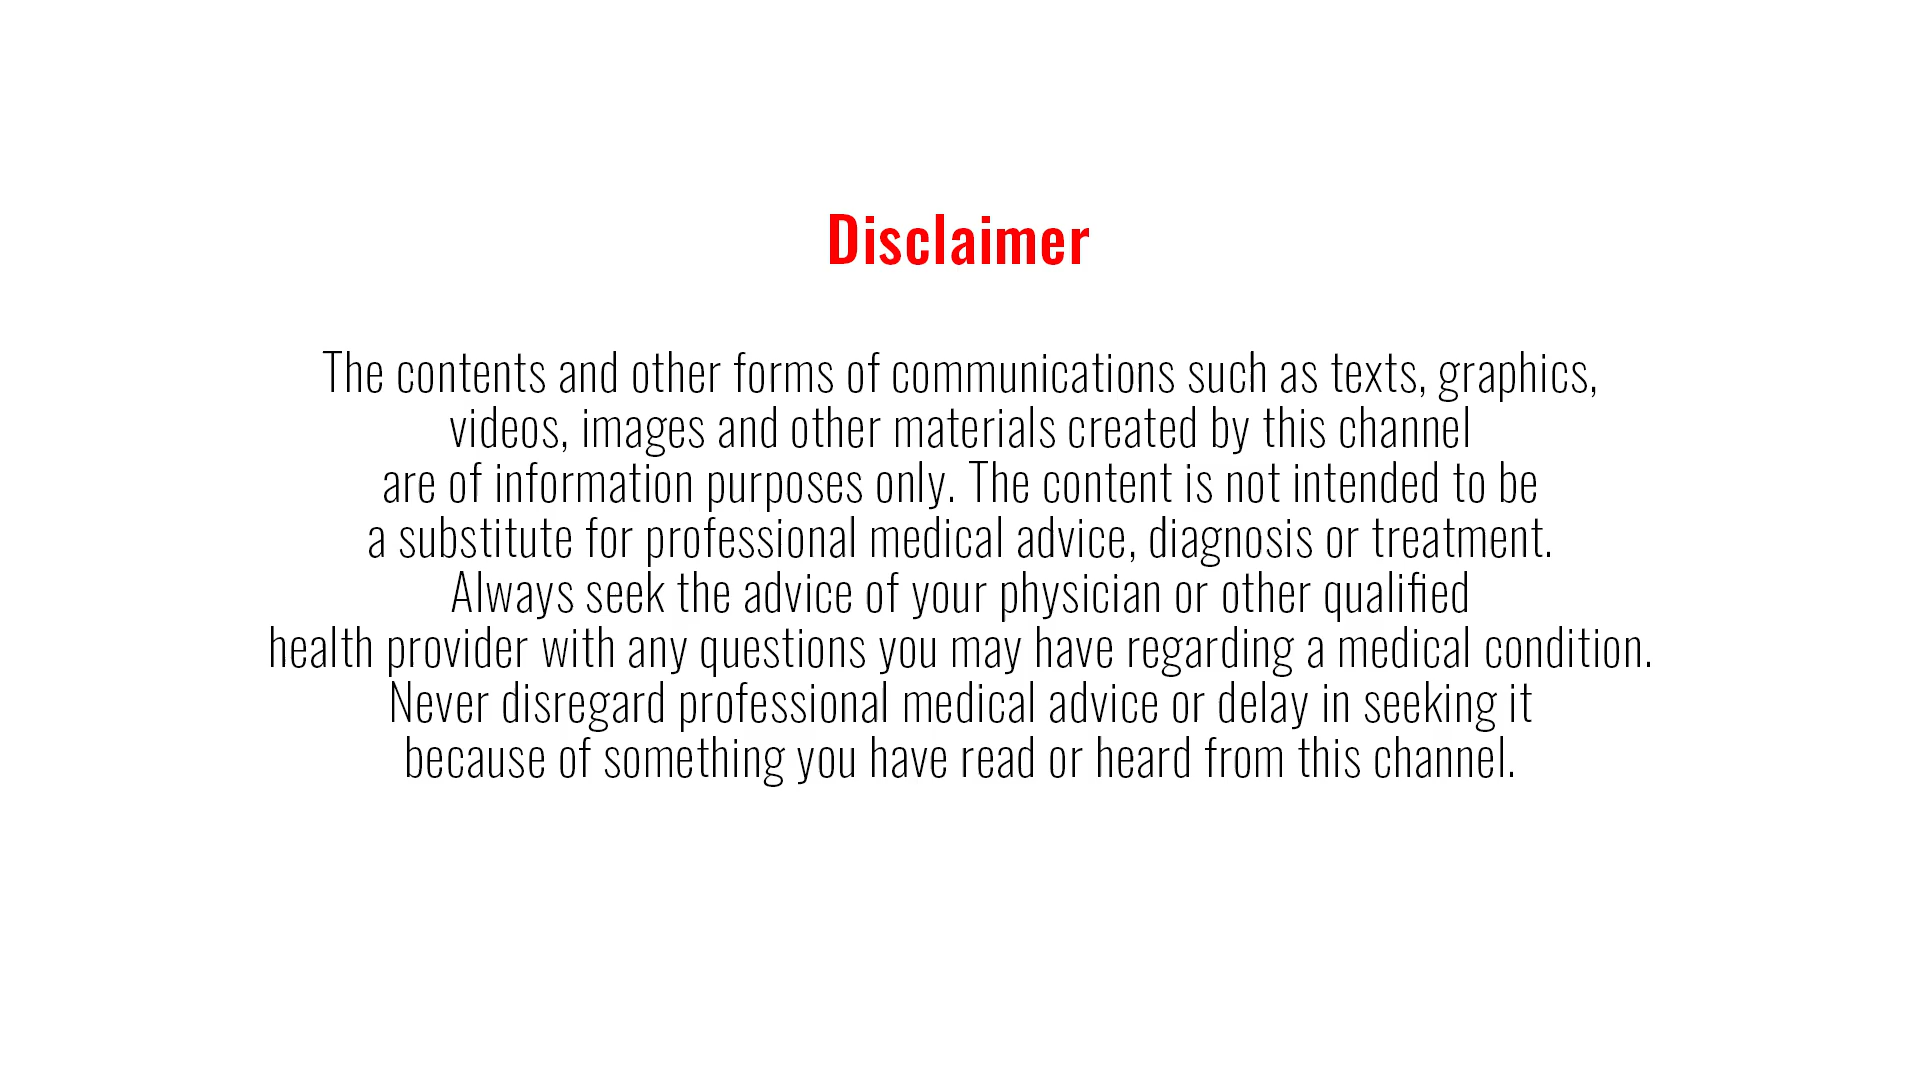 Disclaimer
The contents and other forms of communications such as texts, graphics,
videos, images and other materials created by this channel
are of information purposes only. The content is not intended to be
a substitute for professional medical advice, diagnosis or treatment.
Always seek the advice of your physician or other qualified
health provider with any questions you may have regarding a medical condition.
Never disregard professional medical advice or delay in seeking it
because of something you have read or heard from this channel.